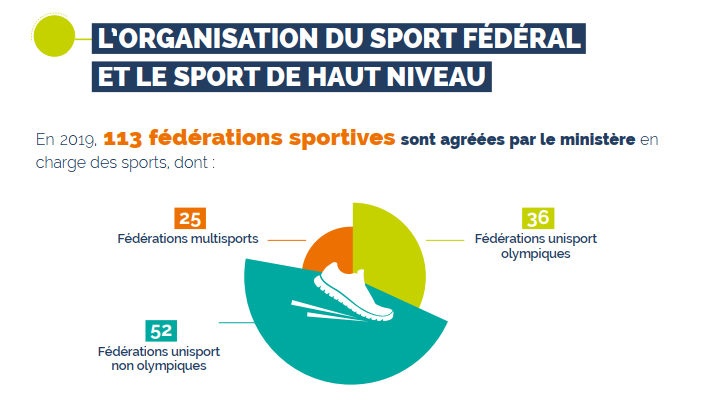 L'ORGANISATION DU SPORT FÉDÉRAL
ET LE SPORT DE HAUT NIVEAU
En 2019, 113 fédérations sportives sont agréées par le ministère en
charge des sports, dont :
25
Fédérations multisports
36
Fédérations unisport
olympiques
52
Fédérations unisport
non olympiques